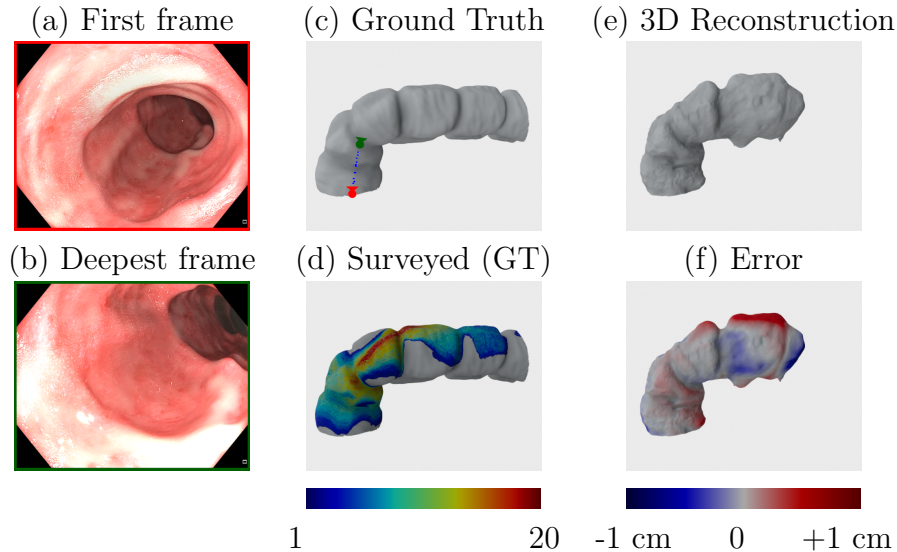 (a) First frame
(c) Ground Truth
(e) 3D Reconstruction
(b) Deepest frame
(d) Surveyed (GT)
(f) Error
1 20
-1 cm 0 +1 cm